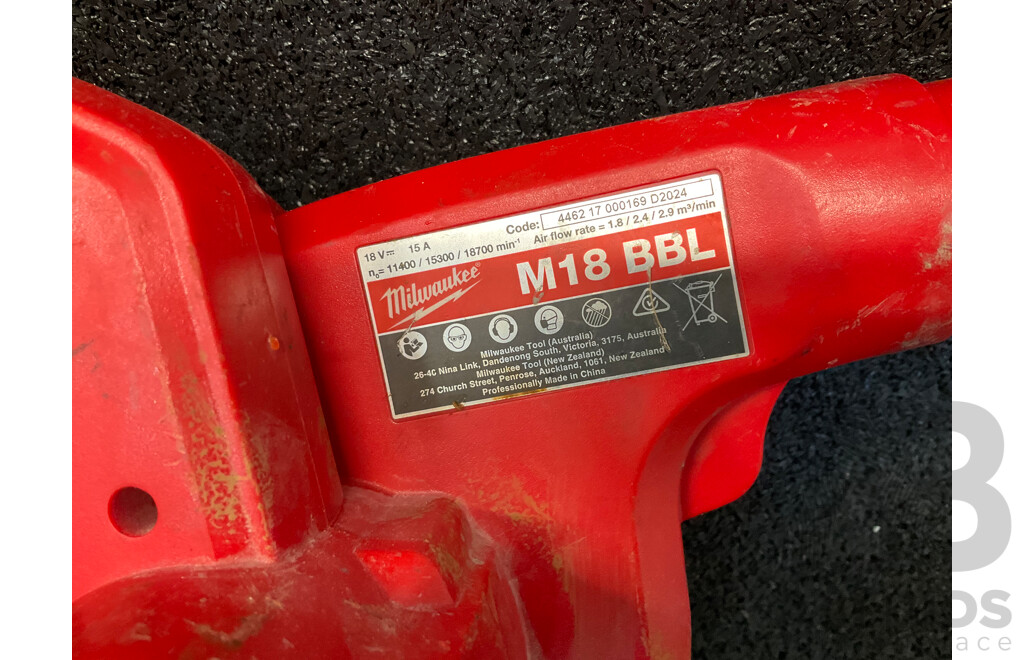 18 V⎓ 15 A Code: 4462 17 000169 D2024
n₀= 11400 / 15300 / 18700 min⁻¹ Air flow rate = 1.8 / 2.4 / 2.9 m³/min
Milwaukee M18 BBL
Milwaukee Tool (Australia)
26-40 Nina Link, Dandenong South, Victoria, 3175, Australia
Milwaukee Tool (New Zealand)
274 Church Street, Penrose, Auckland, 1061, New Zealand
Professionally Made in China